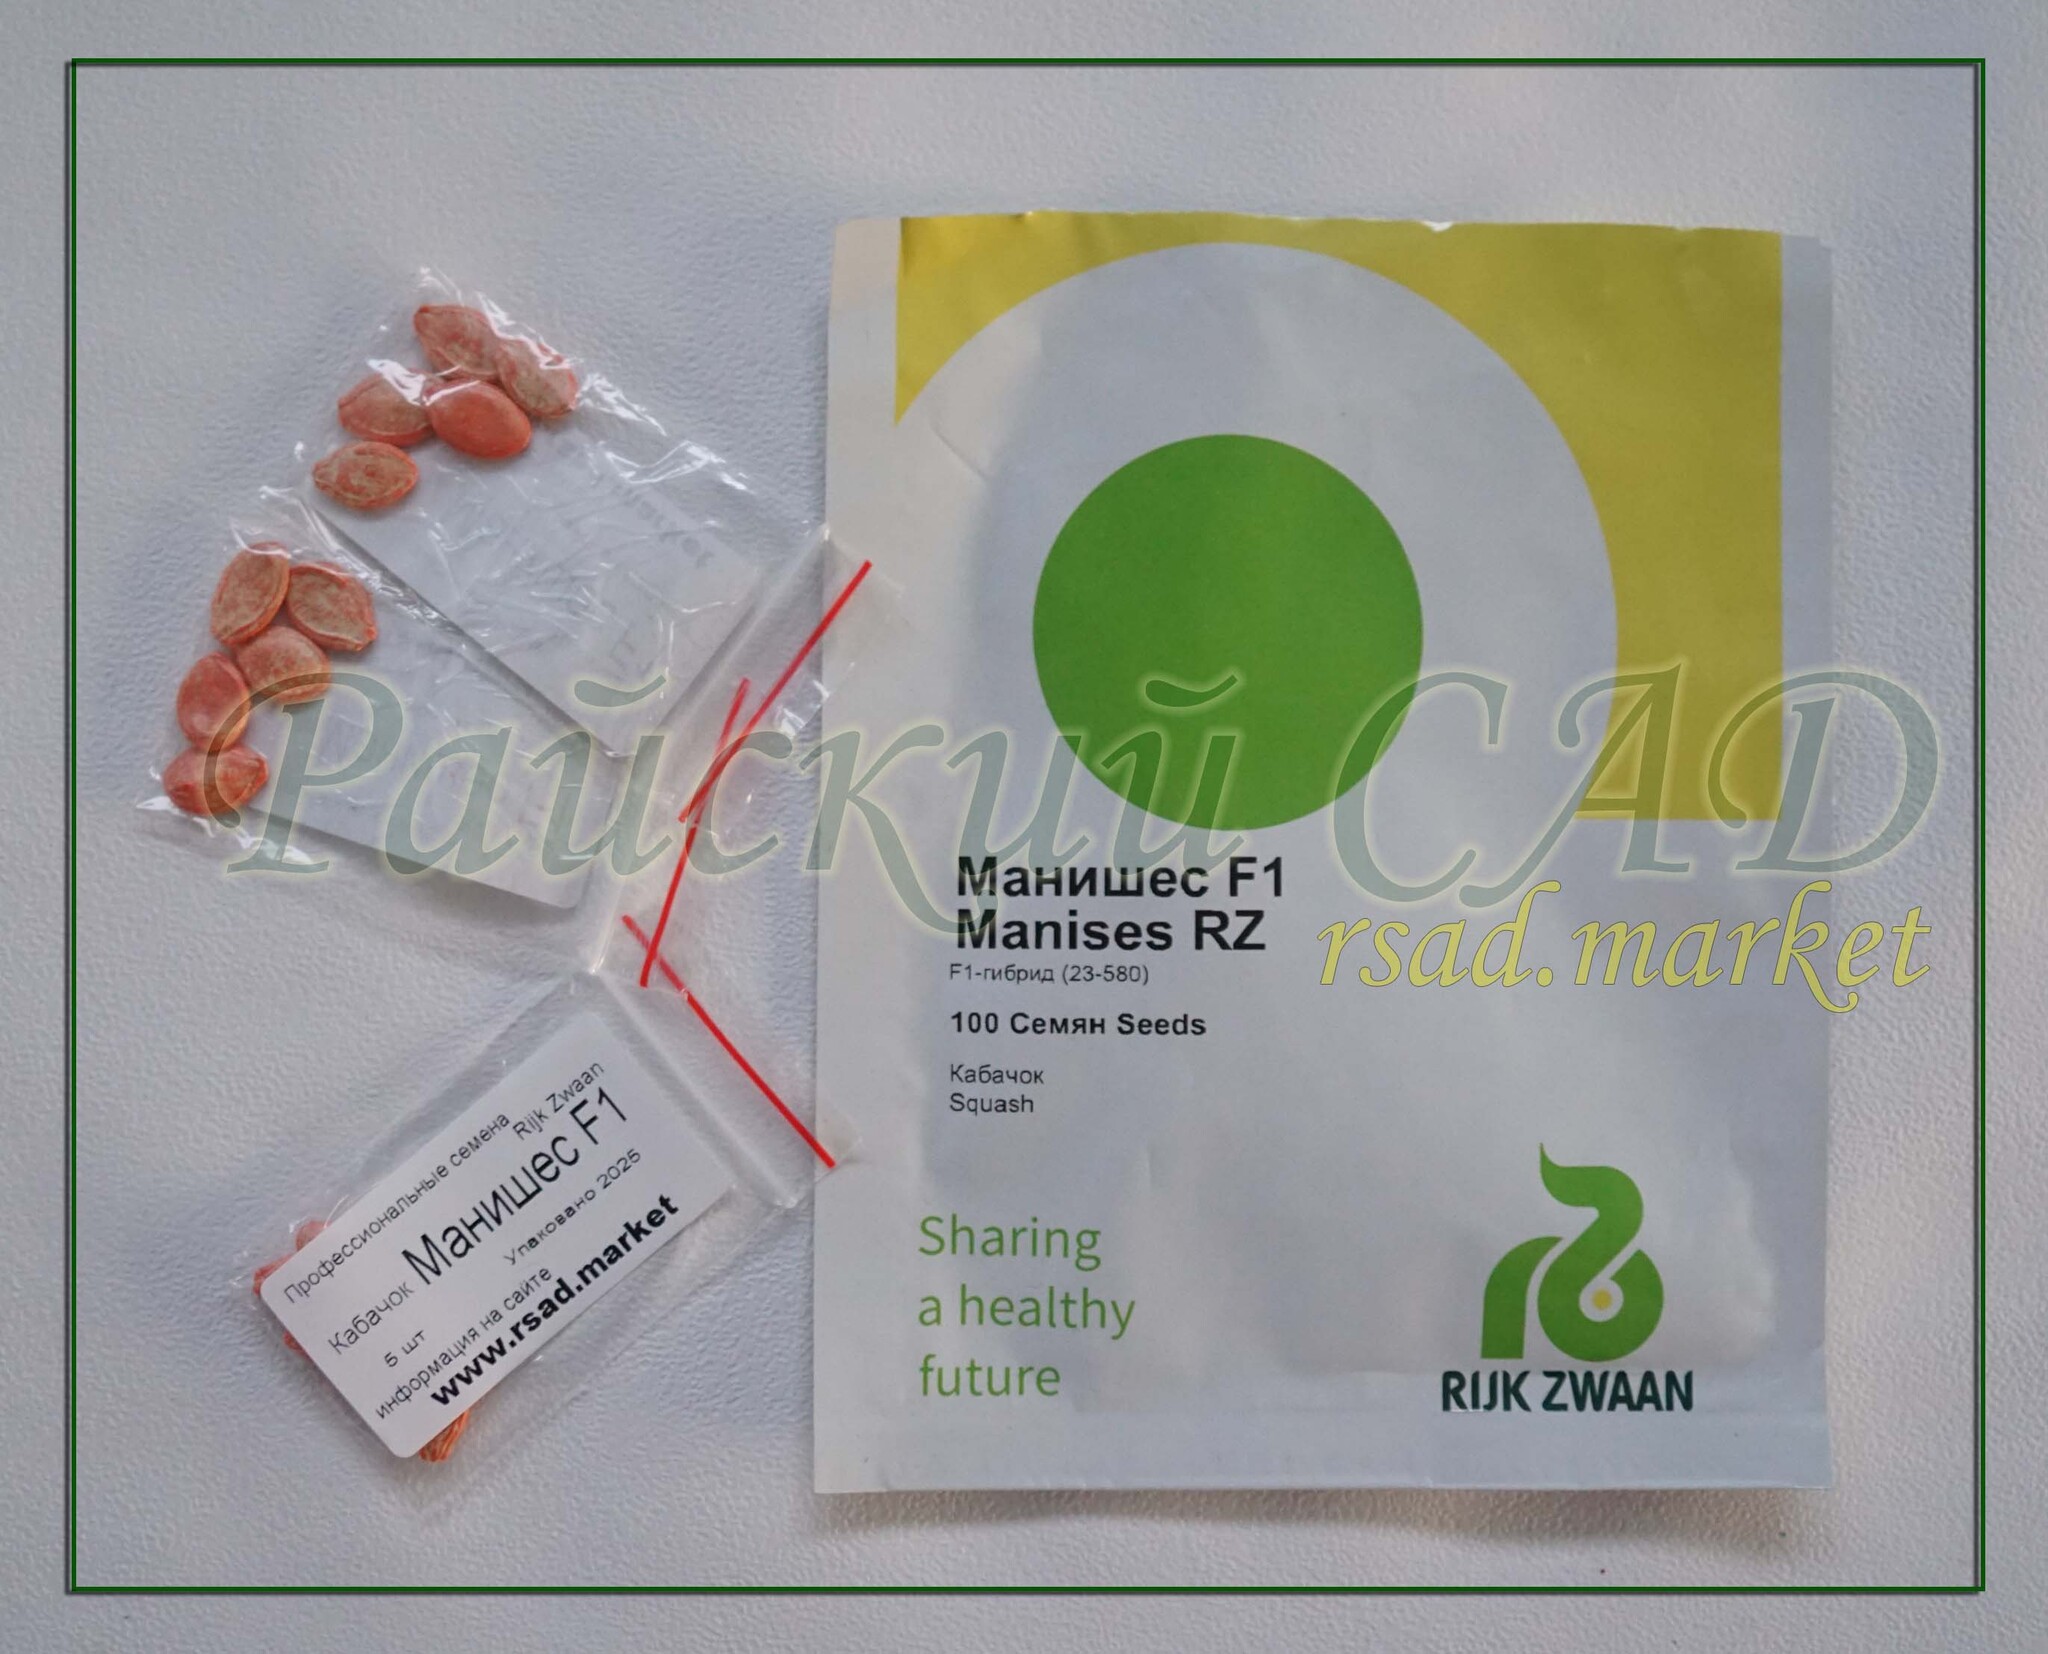 Манишес F1
Manises RZ
F1-гибрид (23-580)
100 Семян Seeds
Кабачок
Squash
Sharing
a healthy
future
RIJK ZWAAN
Профессиональные семена Rijk Zwaan
Кабачок Манишес F1
5 шт Упаковано 2025
информация на сайте
www.rsad.market
Райский САД
rsad.market